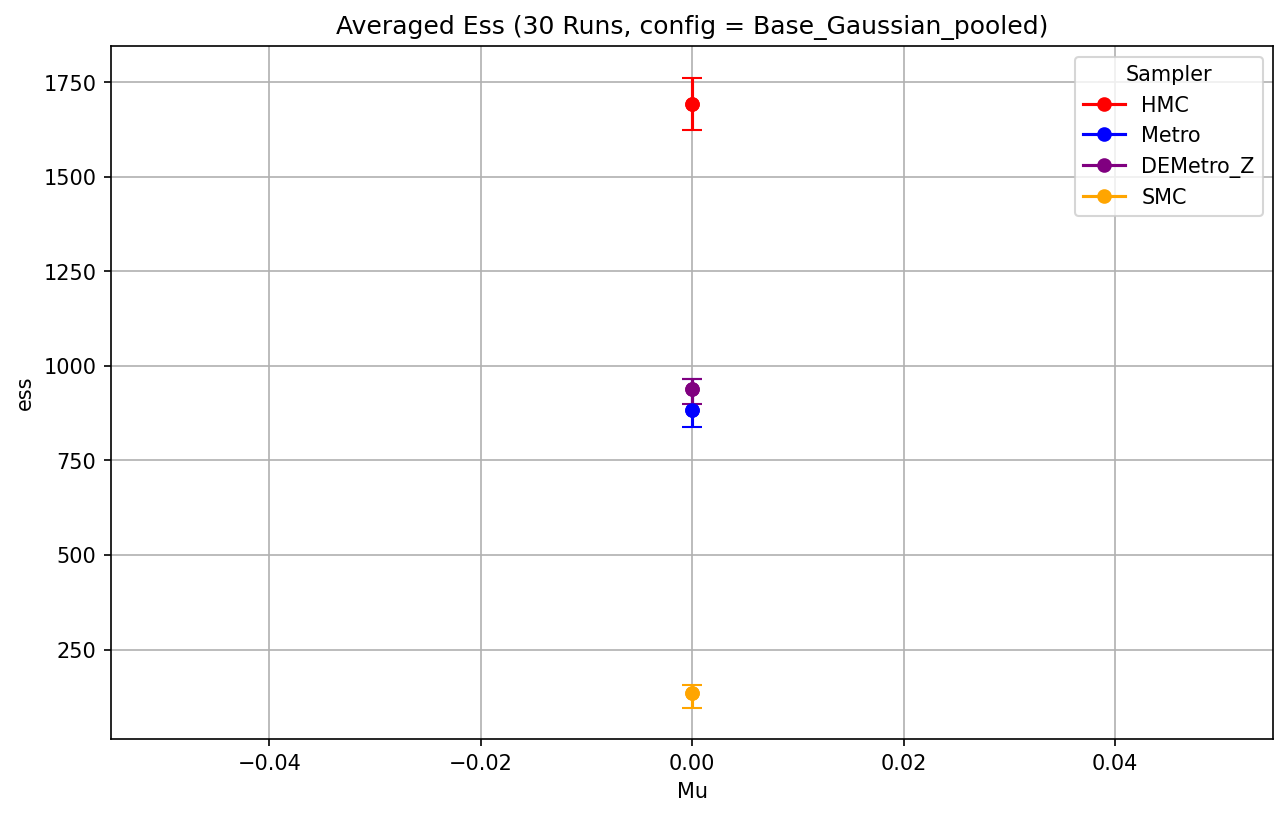 Averaged Ess (30 Runs, config = Base_Gaussian_pooled)
Sampler
HMC
Metro
DEMetro_Z
SMC
ess
1750
1500
1250
1000
750
500
250
−0.04
−0.02
0.00
0.02
0.04
Mu